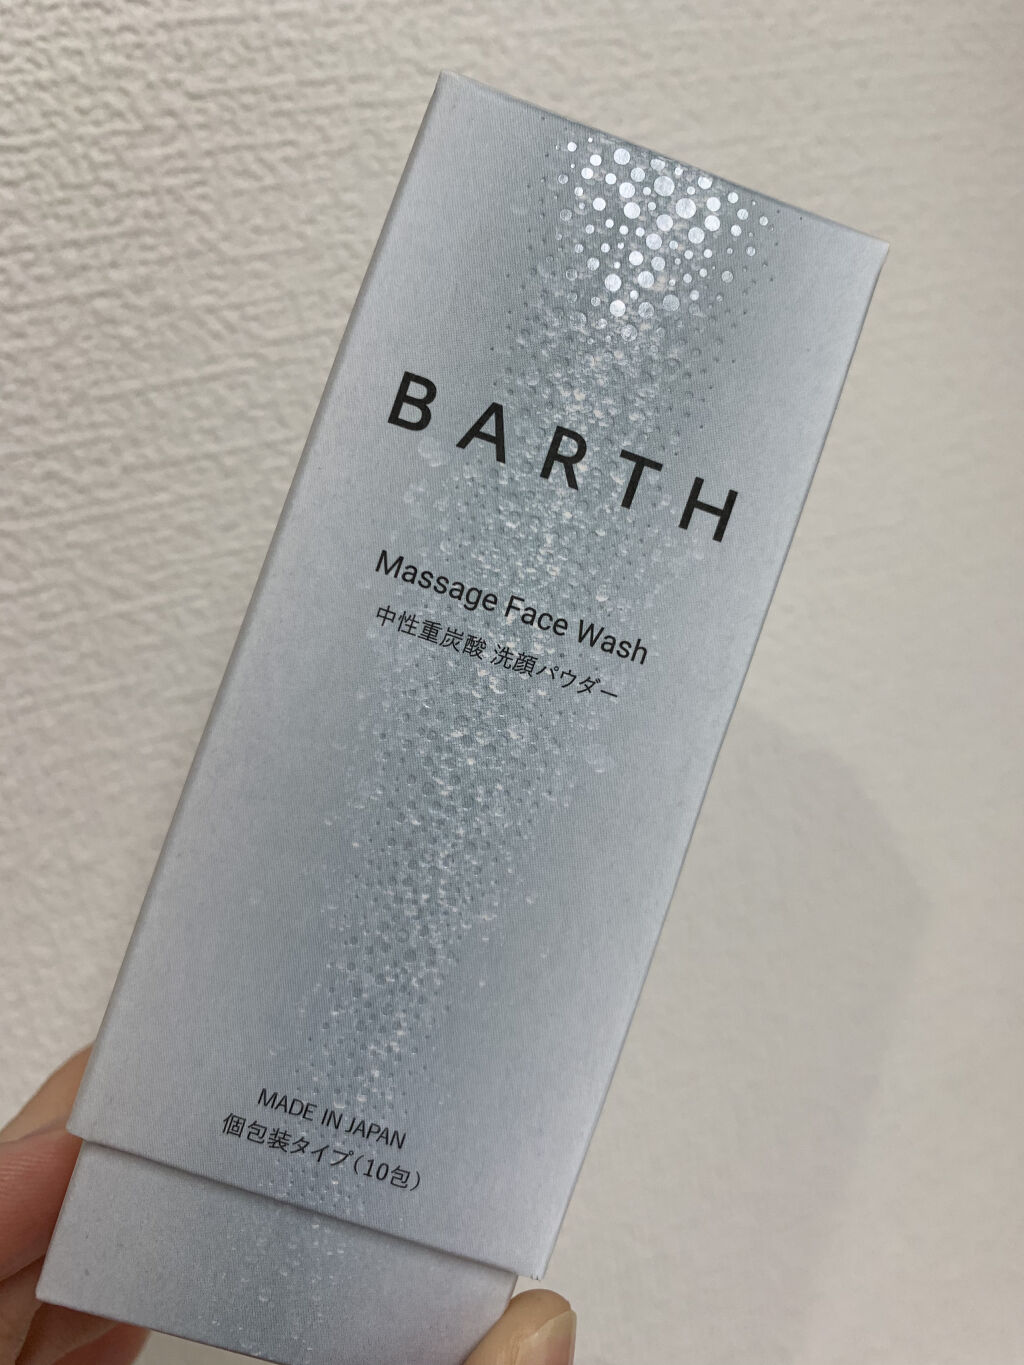 BARTH
Massage Face Wash
中性重炭酸 洗顔パウダー
MADE IN JAPAN
個包装タイプ(10包)